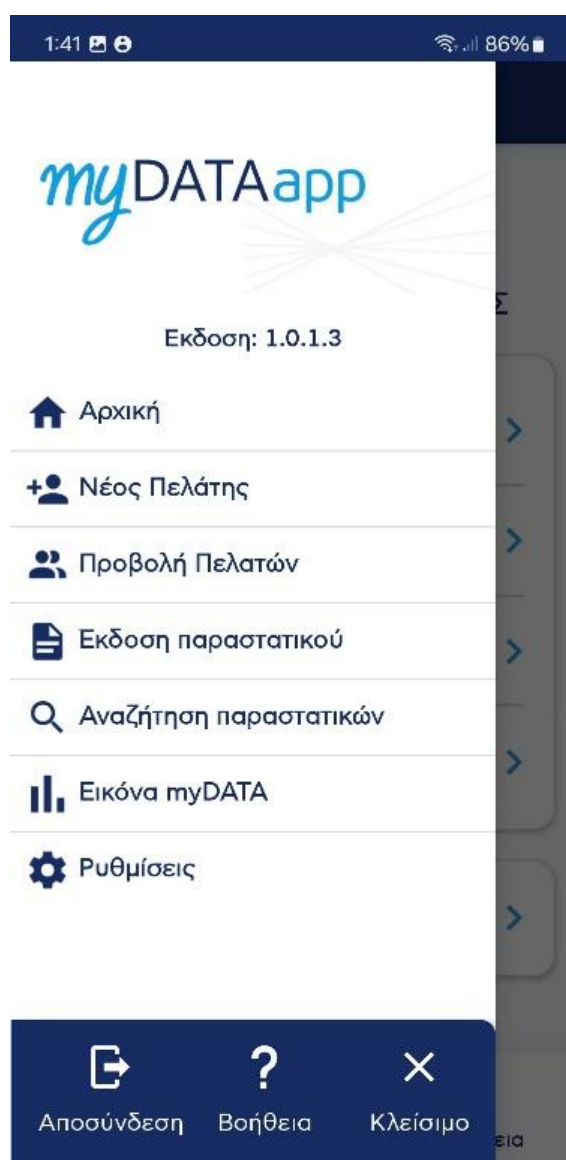 1:41 86%
myDATAapp
Σ
Εκδοση: 1.0.1.3
Αρχική
Νέος Πελάτης
Προβολή Πελατών
Εκδοση παραστατικού
Αναζήτηση παραστατικών
Εικόνα myDATA
Ρυθμίσεις
Αποσύνδεση Βοήθεια Κλείσιμο
εια